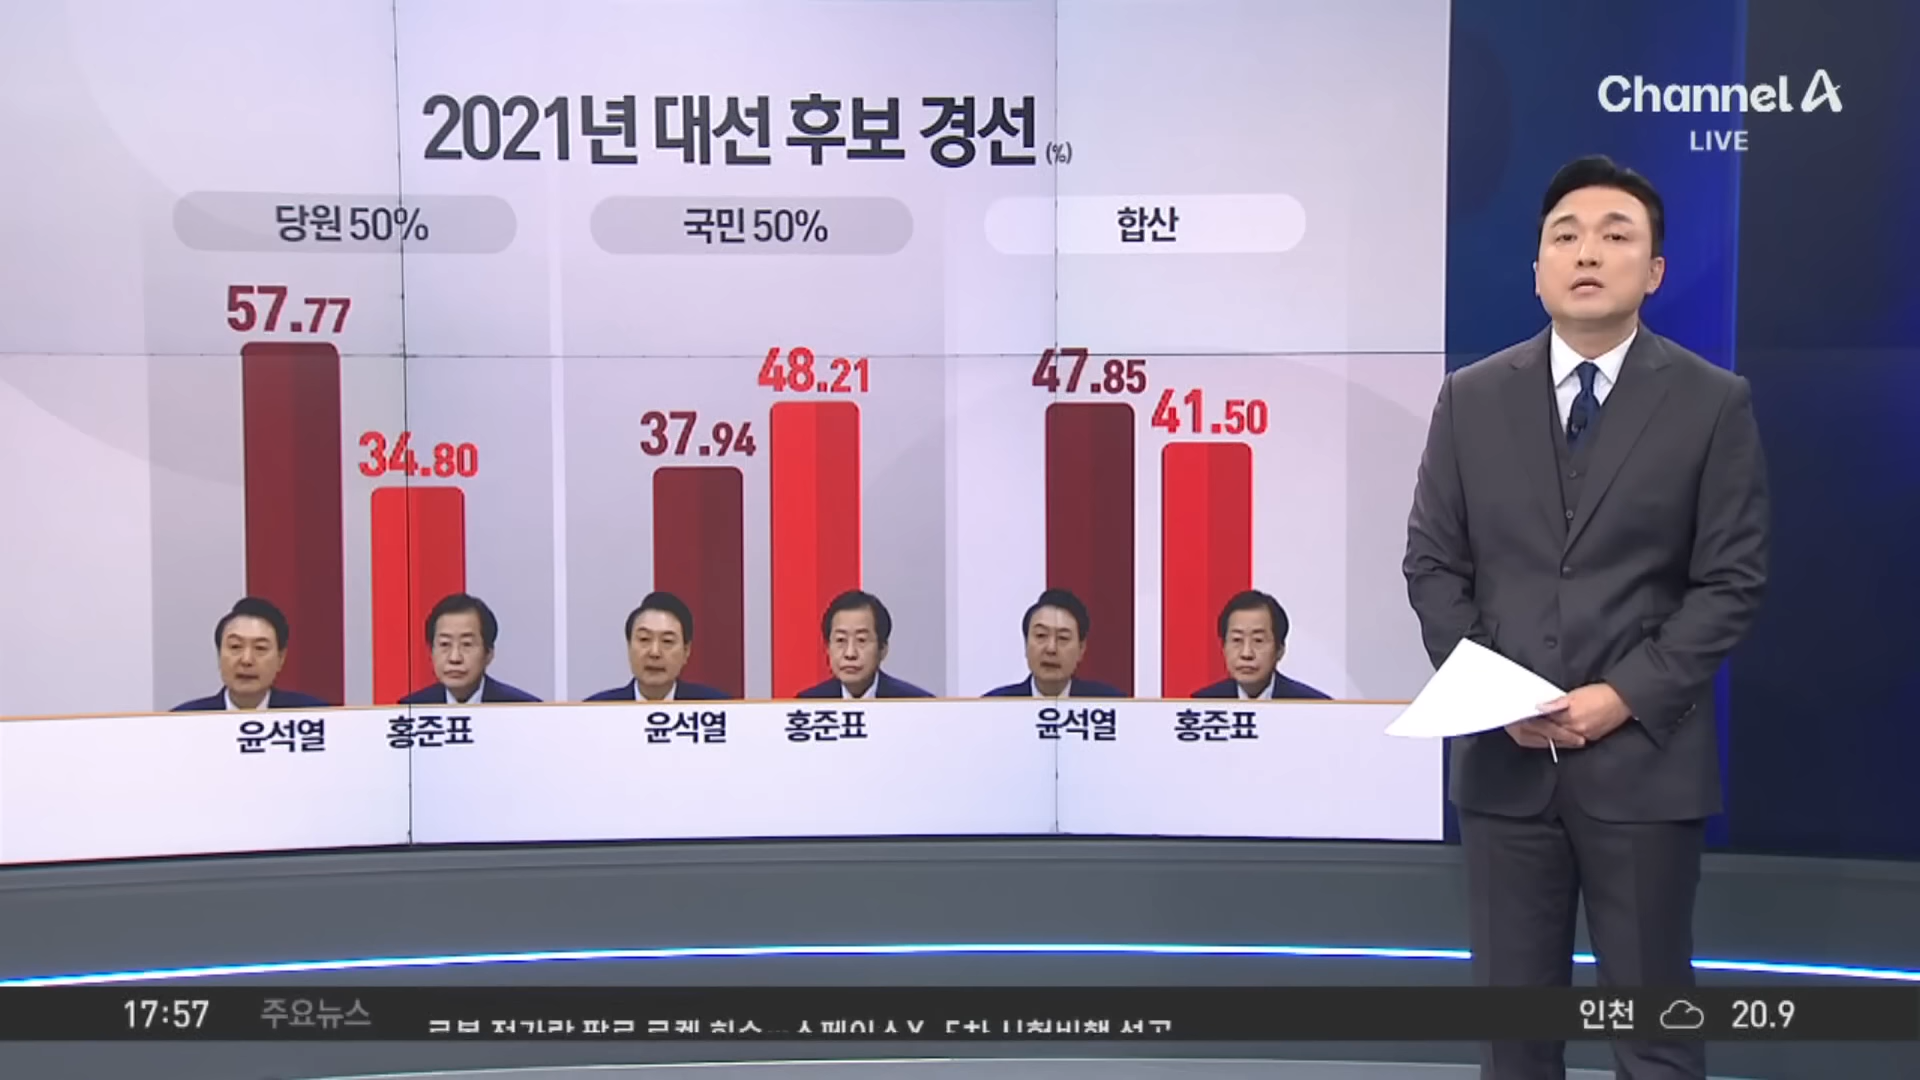 Channel A
LIVE
2021년 대선 후보 경선 (%)
당원 50%
국민 50%
합산
57.77
34.80
37.94
48.21
47.85
41.50
윤석열
홍준표
윤석열
홍준표
윤석열
홍준표
17:57 주요뉴스
인천 20.9